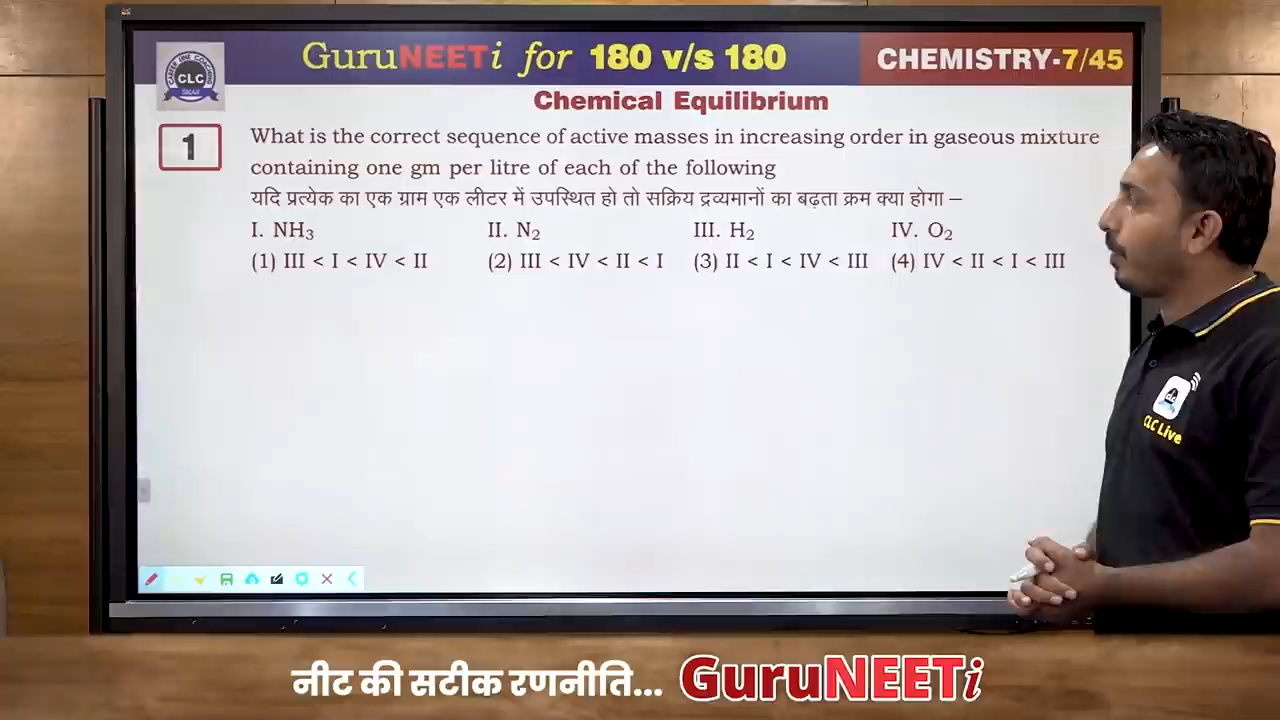 GuruNEETi for 180 v/s 180
CHEMISTRY-7/45
CLC
SIKAR
Chemical Equilibrium
1
What is the correct sequence of active masses in increasing order in gaseous mixture
containing one gm per litre of each of the following
यदि प्रत्येक का एक ग्राम एक लीटर में उपस्थित हो तो सक्रिय द्रव्यमानों का बढ़ता क्रम क्या होगा –
I. NH₃ II. N₂ III. H₂ IV. O₂
(1) III < I < IV < II (2) III < IV < II < I (3) II < I < IV < III (4) IV < II < I < III
CLC
CLC Live
नीट की सटीक रणनीति... GuruNEETi